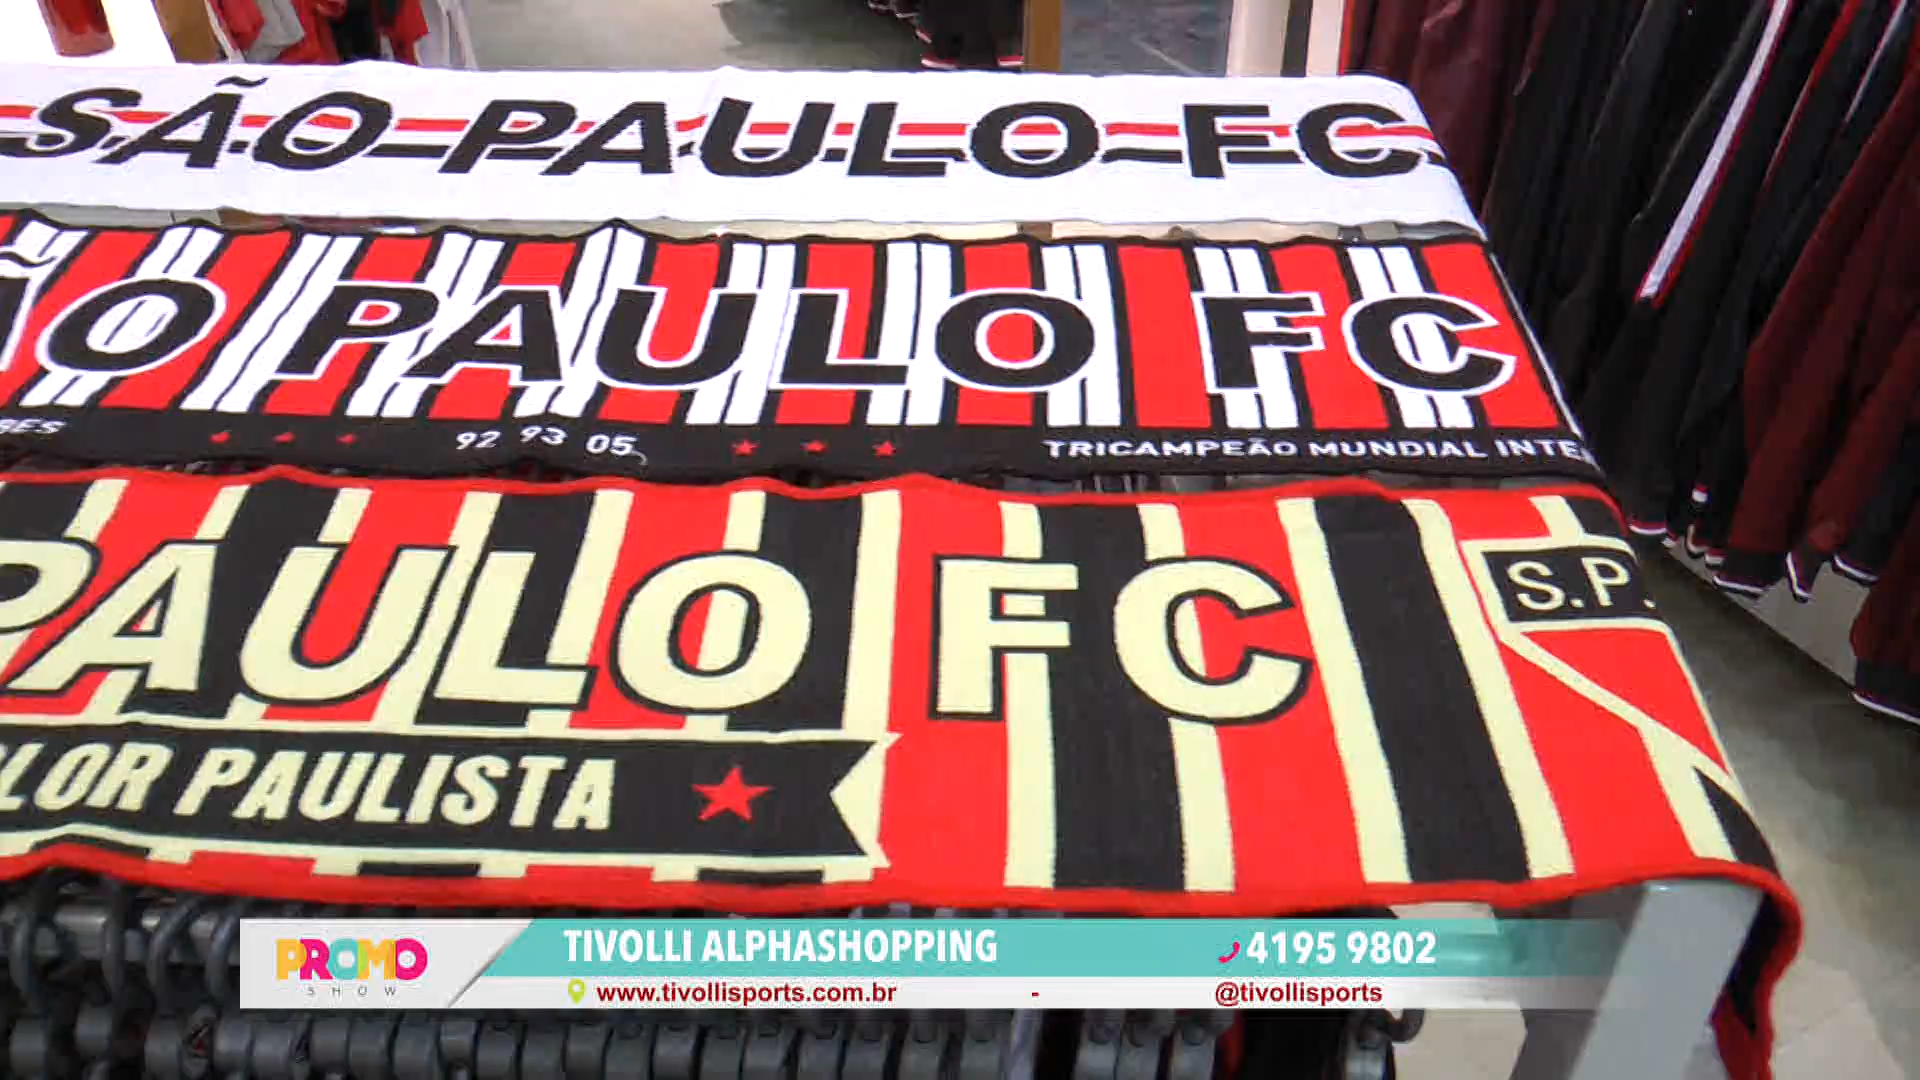 SÃO PAULO FC
ÃO PAULO FC
92 93 05
TRICAMPEÃO MUNDIAL INTE
PAULO FC
S.P.
LOR PAULISTA
PROMO
SHOW
TIVOLLI ALPHASHOPPING
4195 9802
www.tivollisports.com.br
-
@tivollisports